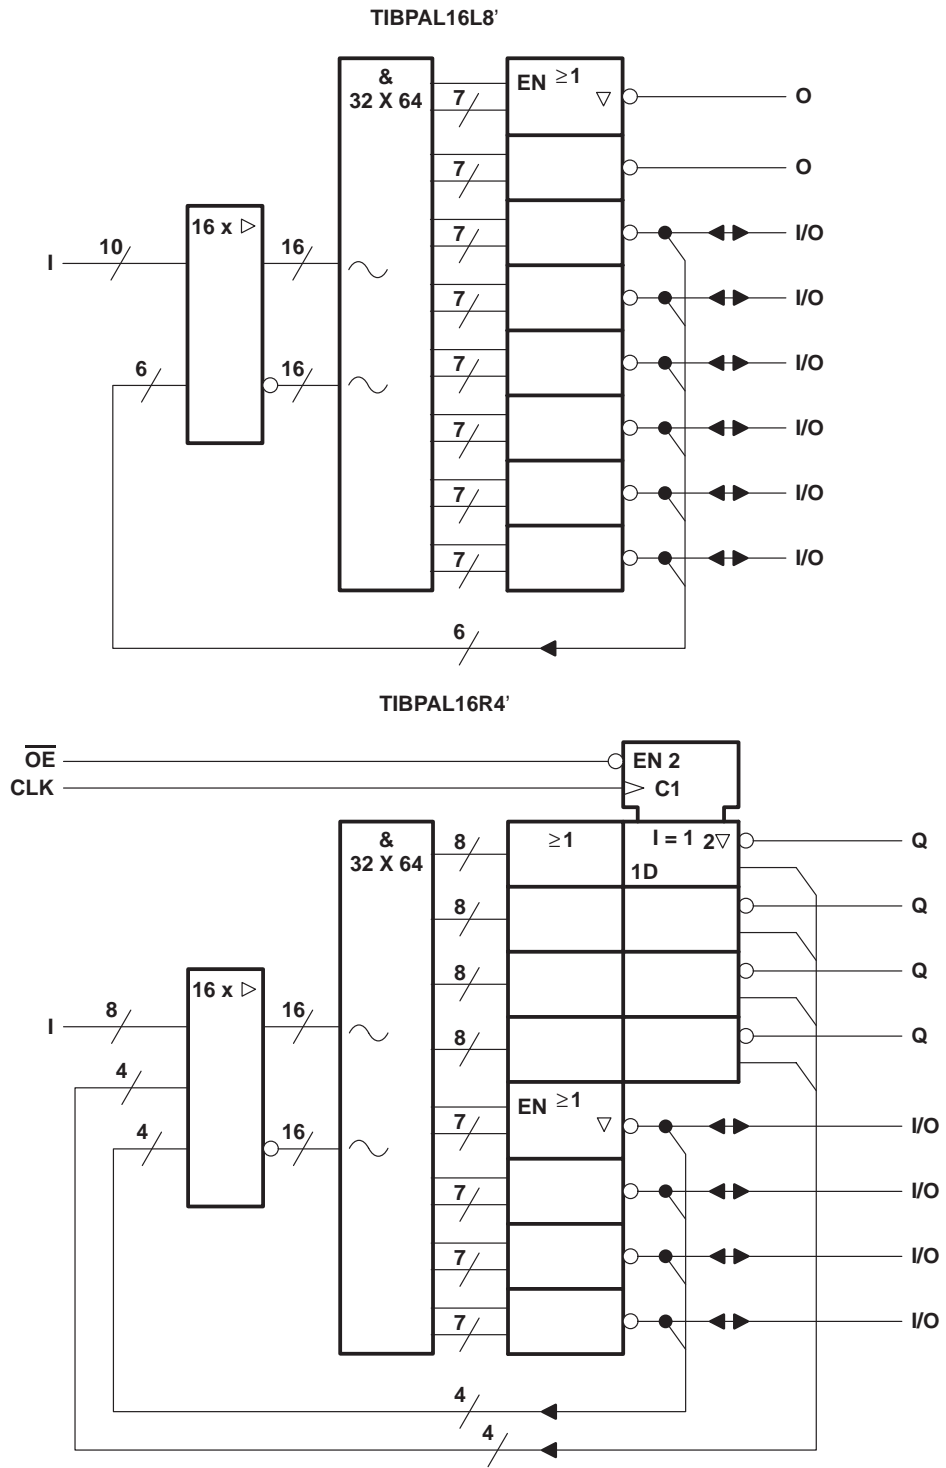 TIBPAL16L8’
&
32 X 64
EN ≥1
▽
7
O
7
O
16 x ▷
I
10
16
7
I/O
7
I/O
6
16
7
I/O
7
I/O
7
I/O
7
I/O
6
TIBPAL16R4’
OE
EN 2
CLK
C1
&
32 X 64
8
≥1
I = 1 2▽
1D
Q
8
Q
16 x ▷
8
Q
I
8
16
8
Q
4
EN ≥1
▽
7
I/O
4
16
7
I/O
7
I/O
7
I/O
4
4